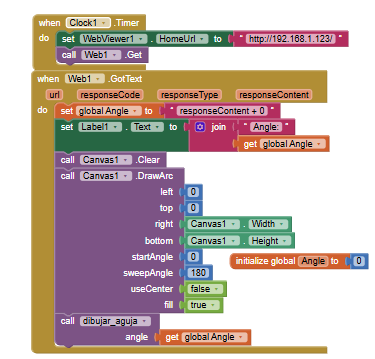 when Clock1 .Timer
do set WebViewer1 . HomeUrl to " http://192.168.1.123/ "
call Web1 .Get
when Web1 .GotText
url responseCode responseType responseContent
do set global Angle to " responseContent + 0 "
set Label1 . Text to join " Angle: "
get global Angle
call Canvas1 .Clear
call Canvas1 .DrawArc
left 0
top 0
right Canvas1 . Width
bottom Canvas1 . Height
startAngle 0
initialize global Angle to 0
sweepAngle 180
useCenter false
fill true
call dibujar_aguja
angle get global Angle